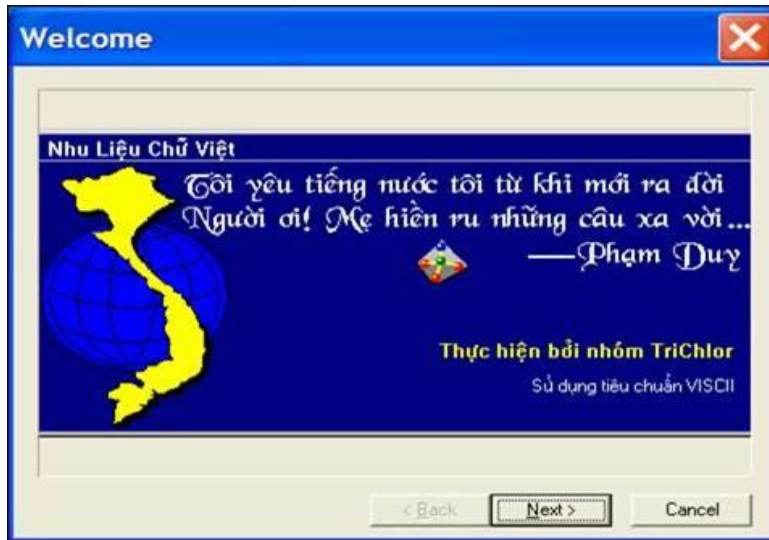 Welcome
Nhu Liệu Chữ Việt
Tôi yêu tiếng nước tôi từ khi mới ra đời
Người ơi! Mẹ hiền ru những câu xa vời...
—Phạm Duy
Thực hiện bởi nhóm TriChlor
Sử dụng tiêu chuẩn VISCII
< Back
Next >
Cancel